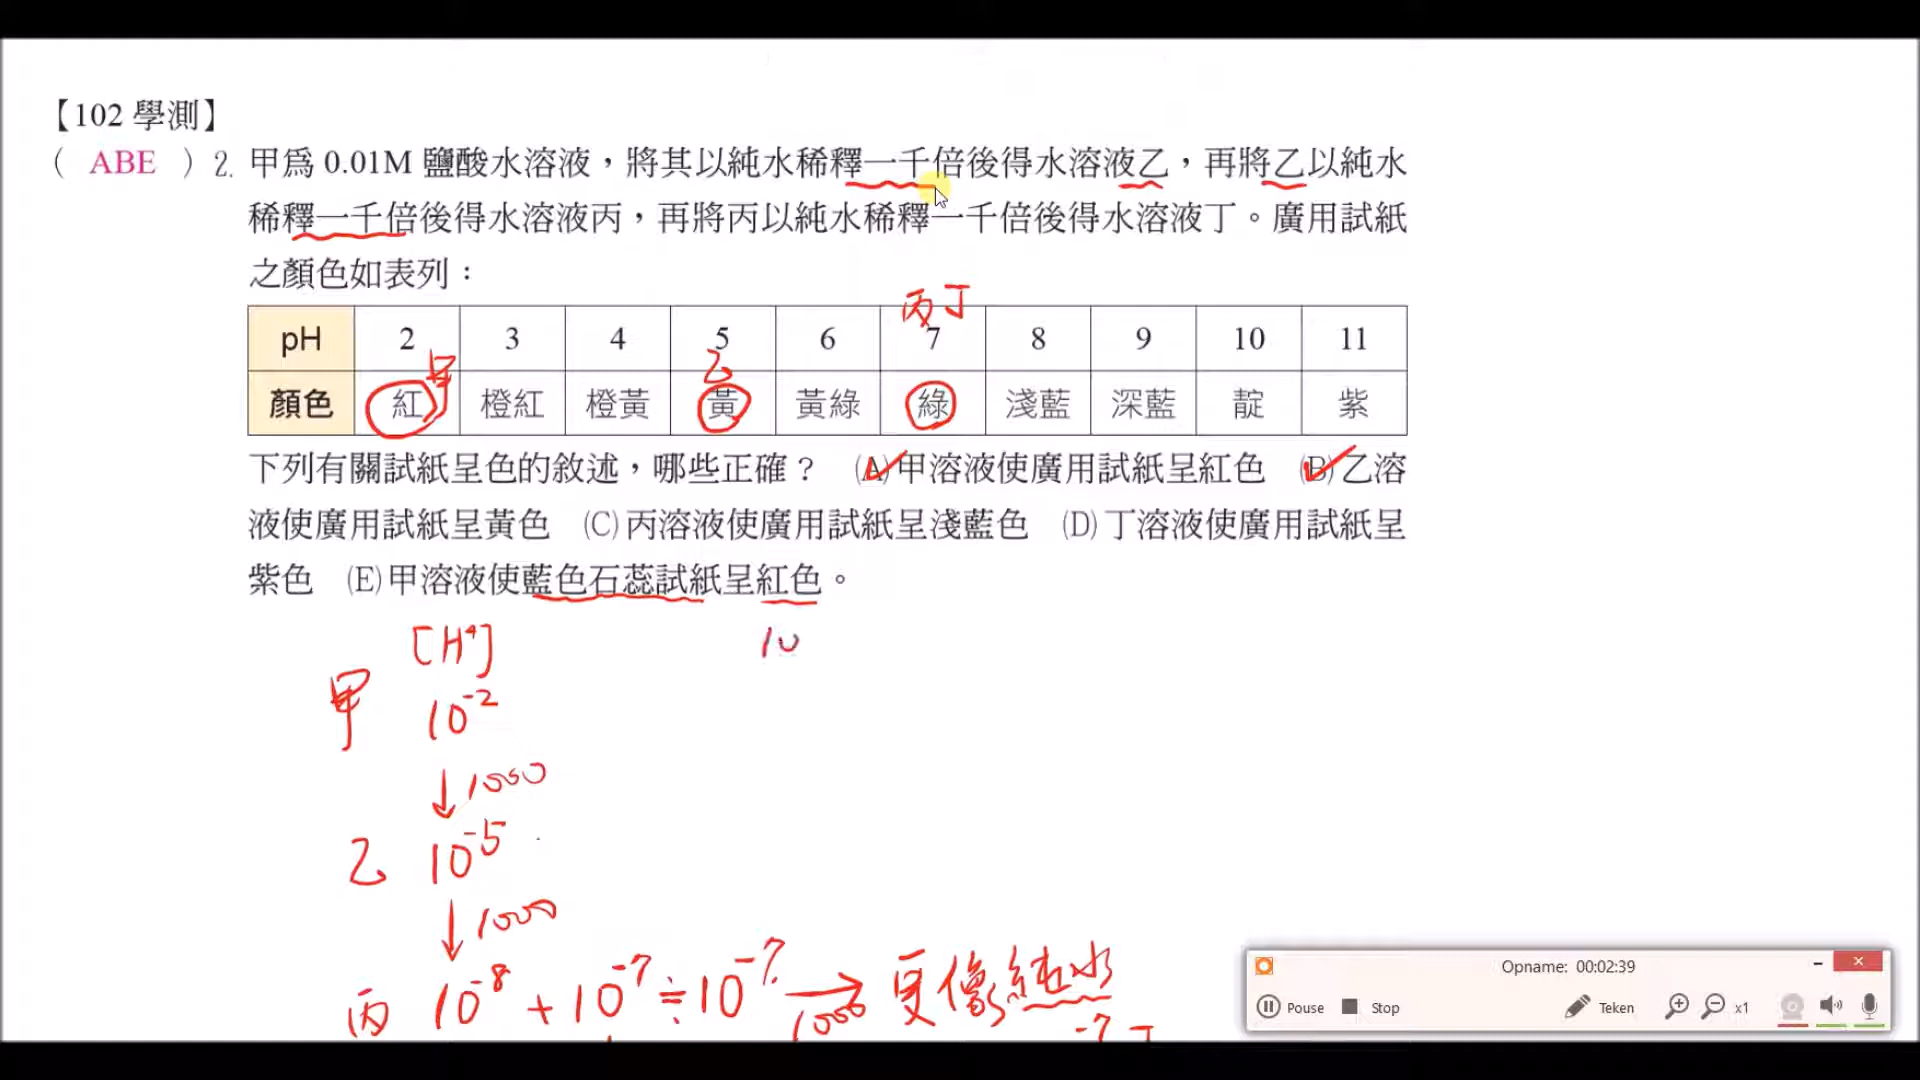 【102 學測】
( ABE ) 2. 甲為 0.01M 鹽酸水溶液，將其以純水稀釋一千倍後得水溶液乙，再將乙以純水
稀釋一千倍後得水溶液丙，再將丙以純水稀釋一千倍後得水溶液丁。廣用試紙
之顏色如表列：
丙丁
pH 2 3 4 5 6 7 8 9 10 11
甲 乙
顏色 紅 橙紅 橙黃 黃 黃綠 綠 淺藍 深藍 靛 紫
下列有關試紙呈色的敘述，哪些正確？ (A)甲溶液使廣用試紙呈紅色 (B)乙溶
液使廣用試紙呈黃色 (C)丙溶液使廣用試紙呈淺藍色 (D)丁溶液使廣用試紙呈
紫色 (E)甲溶液使藍色石蕊試紙呈紅色。
[H⁺] 10
甲 10⁻²
↓1000
乙 10⁻⁵
↓1000
丙 10⁻⁸ + 10⁻⁷ ≒ 10⁻⁷ → 更像純水
1000
-7 丁
Opname: 00:02:39
Pause Stop Teken x1